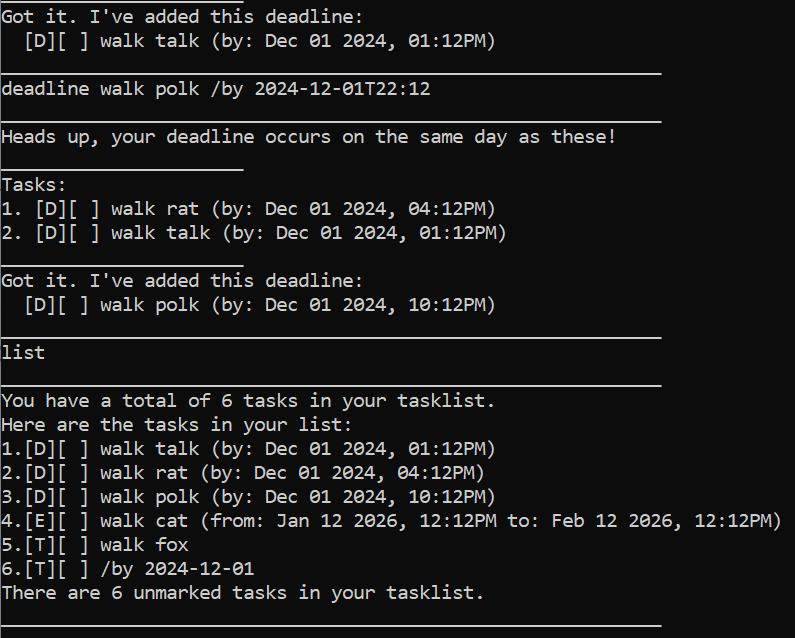 Got it. I've added this deadline:
[D][ ] walk talk (by: Dec 01 2024, 01:12PM)
deadline walk polk /by 2024-12-01T22:12
Heads up, your deadline occurs on the same day as these!
Tasks:
1. [D][ ] walk rat (by: Dec 01 2024, 04:12PM)
2. [D][ ] walk talk (by: Dec 01 2024, 01:12PM)
Got it. I've added this deadline:
[D][ ] walk polk (by: Dec 01 2024, 10:12PM)
list
You have a total of 6 tasks in your tasklist.
Here are the tasks in your list:
1.[D][ ] walk talk (by: Dec 01 2024, 01:12PM)
2.[D][ ] walk rat (by: Dec 01 2024, 04:12PM)
3.[D][ ] walk polk (by: Dec 01 2024, 10:12PM)
4.[E][ ] walk cat (from: Jan 12 2026, 12:12PM to: Feb 12 2026, 12:12PM)
5.[T][ ] walk fox
6.[T][ ] /by 2024-12-01
There are 6 unmarked tasks in your tasklist.